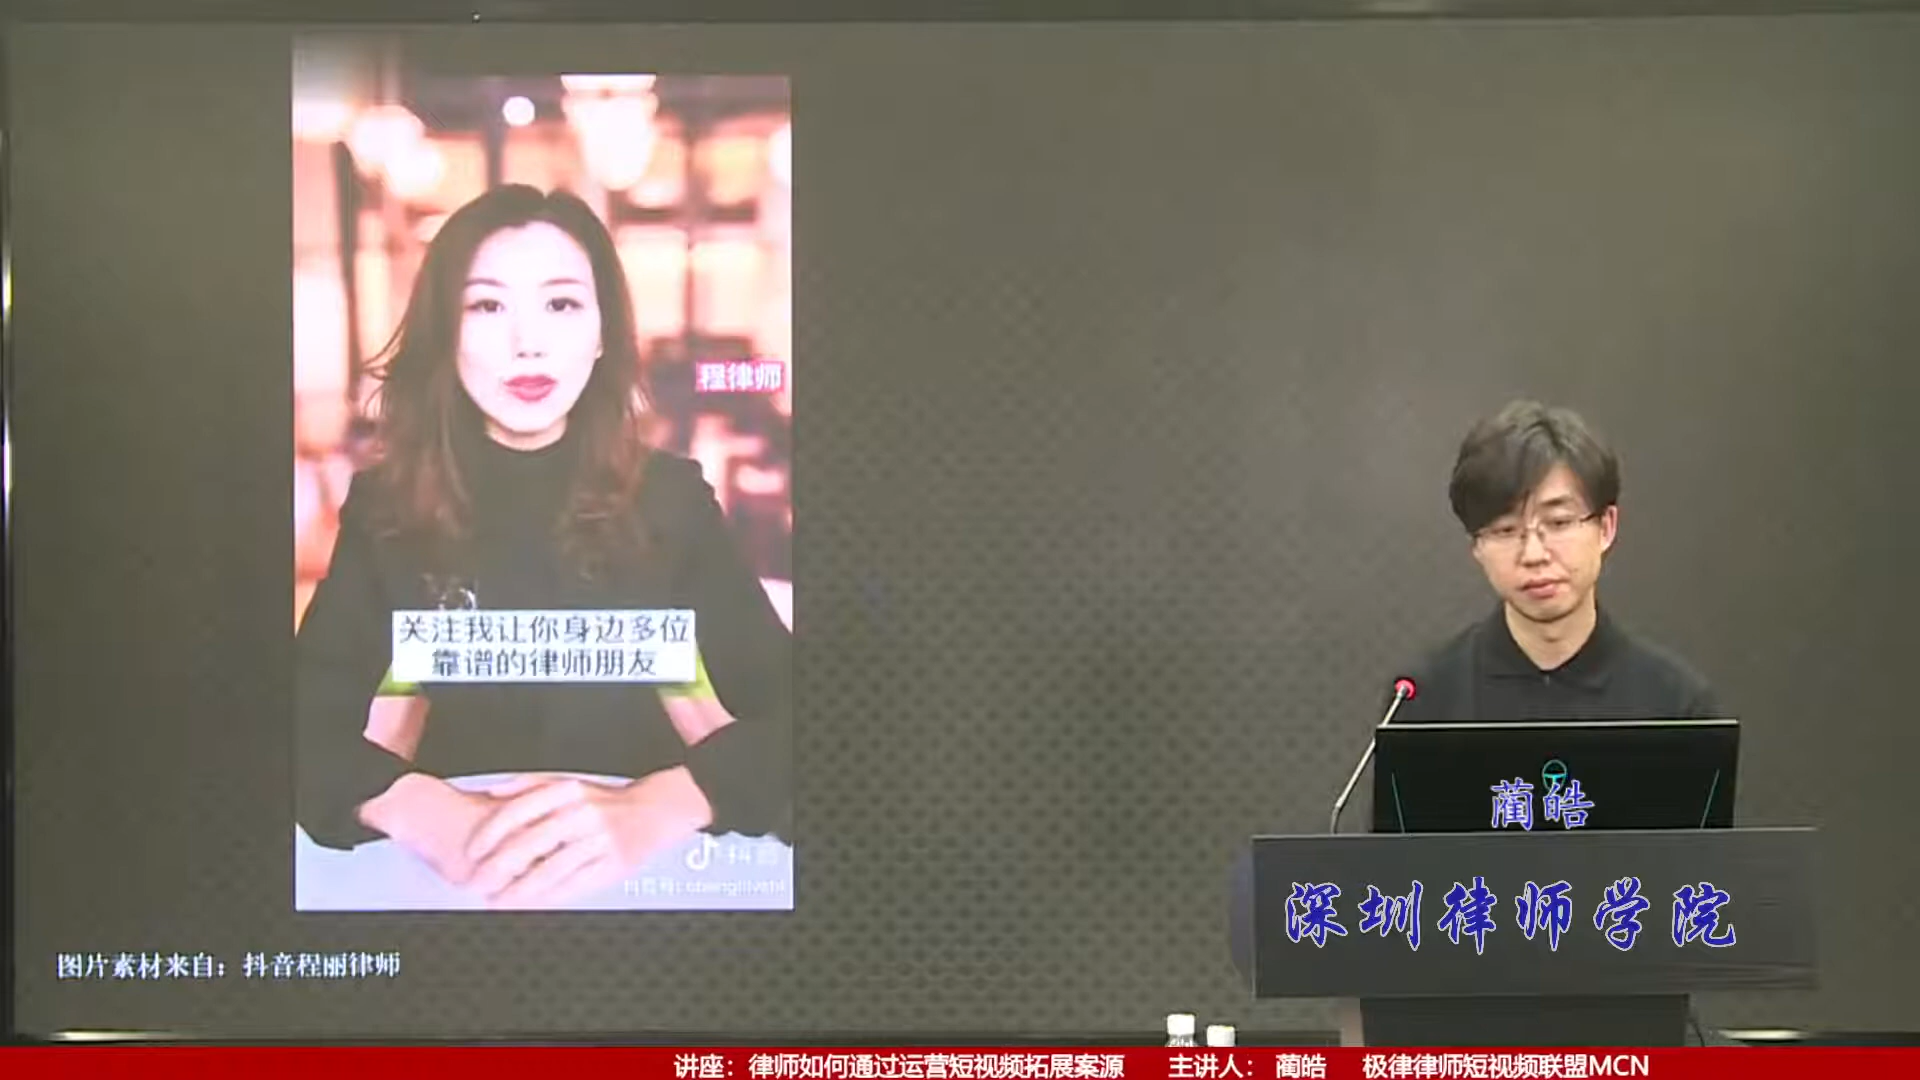 程律师
关注我让你身边多位
靠谱的律师朋友
抖音
图片素材来自：抖音程丽律师
蔺皓
深圳律师学院
讲座：律师如何通过运营短视频拓展案源 主讲人： 蔺皓 极律律师短视频联盟MCN